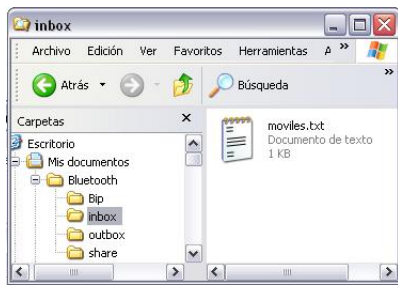 inbox
Archivo Edición Ver Favoritos Herramientas A »
Atrás Búsqueda »
Carpetas x
Escritorio
Mis documentos
Bluetooth
Bip
inbox
outbox
share
moviles.txt
Documento de texto
1 KB